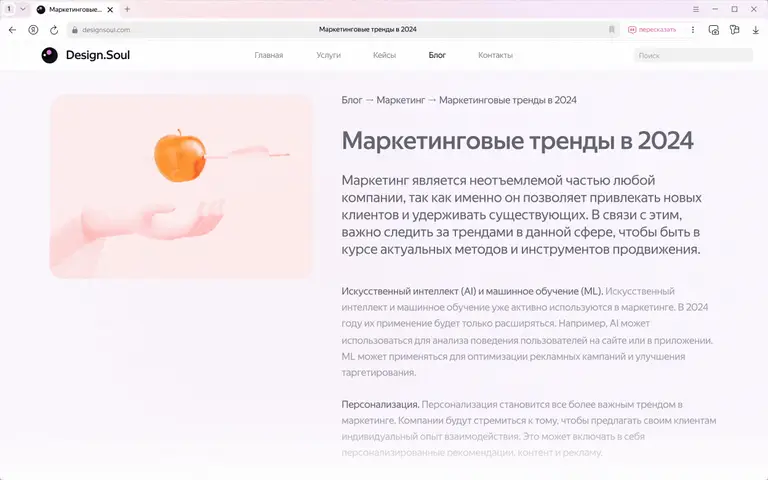 1
Маркетинговые...
designsoul.com
Маркетинговые тренды в 2024
пересказать
Design.Soul
Главная
Услуги
Кейсы
Блог
Контакты
Поиск
Блог → Маркетинг → Маркетинговые тренды в 2024
Маркетинговые тренды в 2024
Маркетинг является неотъемлемой частью любой
компании, так как именно он позволяет привлекать новых
клиентов и удерживать существующих. В связи с этим,
важно следить за трендами в данной сфере, чтобы быть в
курсе актуальных методов и инструментов продвижения.
Искусственный интеллект (AI) и машинное обучение (ML). Искусственный
интеллект и машинное обучение уже активно используются в маркетинге. В 2024
году их применение будет только расширяться. Например, AI может
использоваться для анализа поведения пользователей на сайте или в приложении.
ML может применяться для оптимизации рекламных кампаний и улучшения
таргетирования.
Персонализация. Персонализация становится все более важным трендом в
маркетинге. Компании будут стремиться к тому, чтобы предлагать своим клиентам
индивидуальный опыт взаимодействия. Это может включать в себя
персонализированные рекомендации, контент и рекламу.